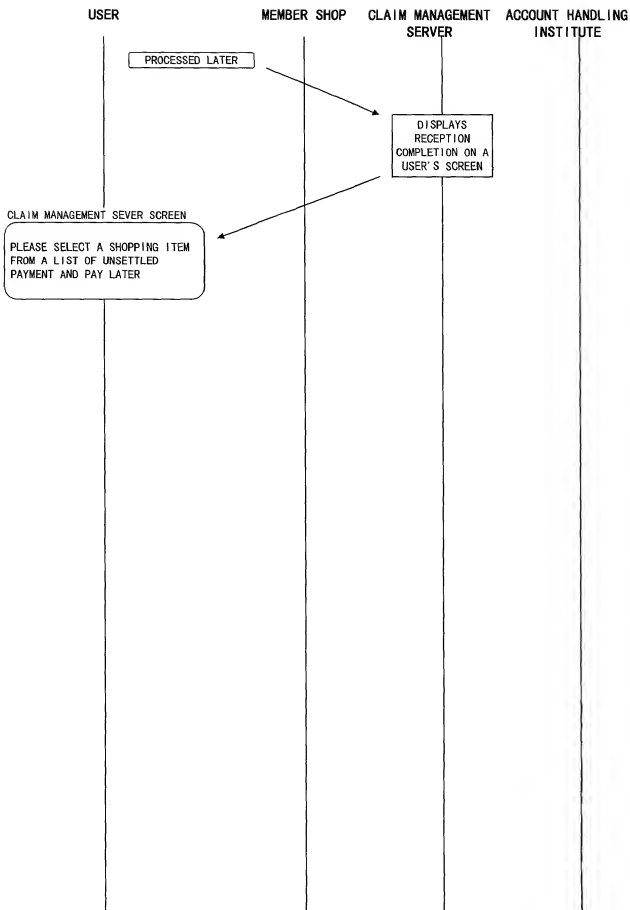 USER
MEMBER SHOP
CLAIM MANAGEMENT
SERVER
ACCOUNT HANDLING
INSTITUTE
PROCESSED LATER
DISPLAYS
RECEPTION
COMPLETION ON A
USER'S SCREEN
CLAIM MANAGEMENT SEVER SCREEN
PLEASE SELECT A SHOPPING ITEM
FROM A LIST OF UNSETTLED
PAYMENT AND PAY LATER